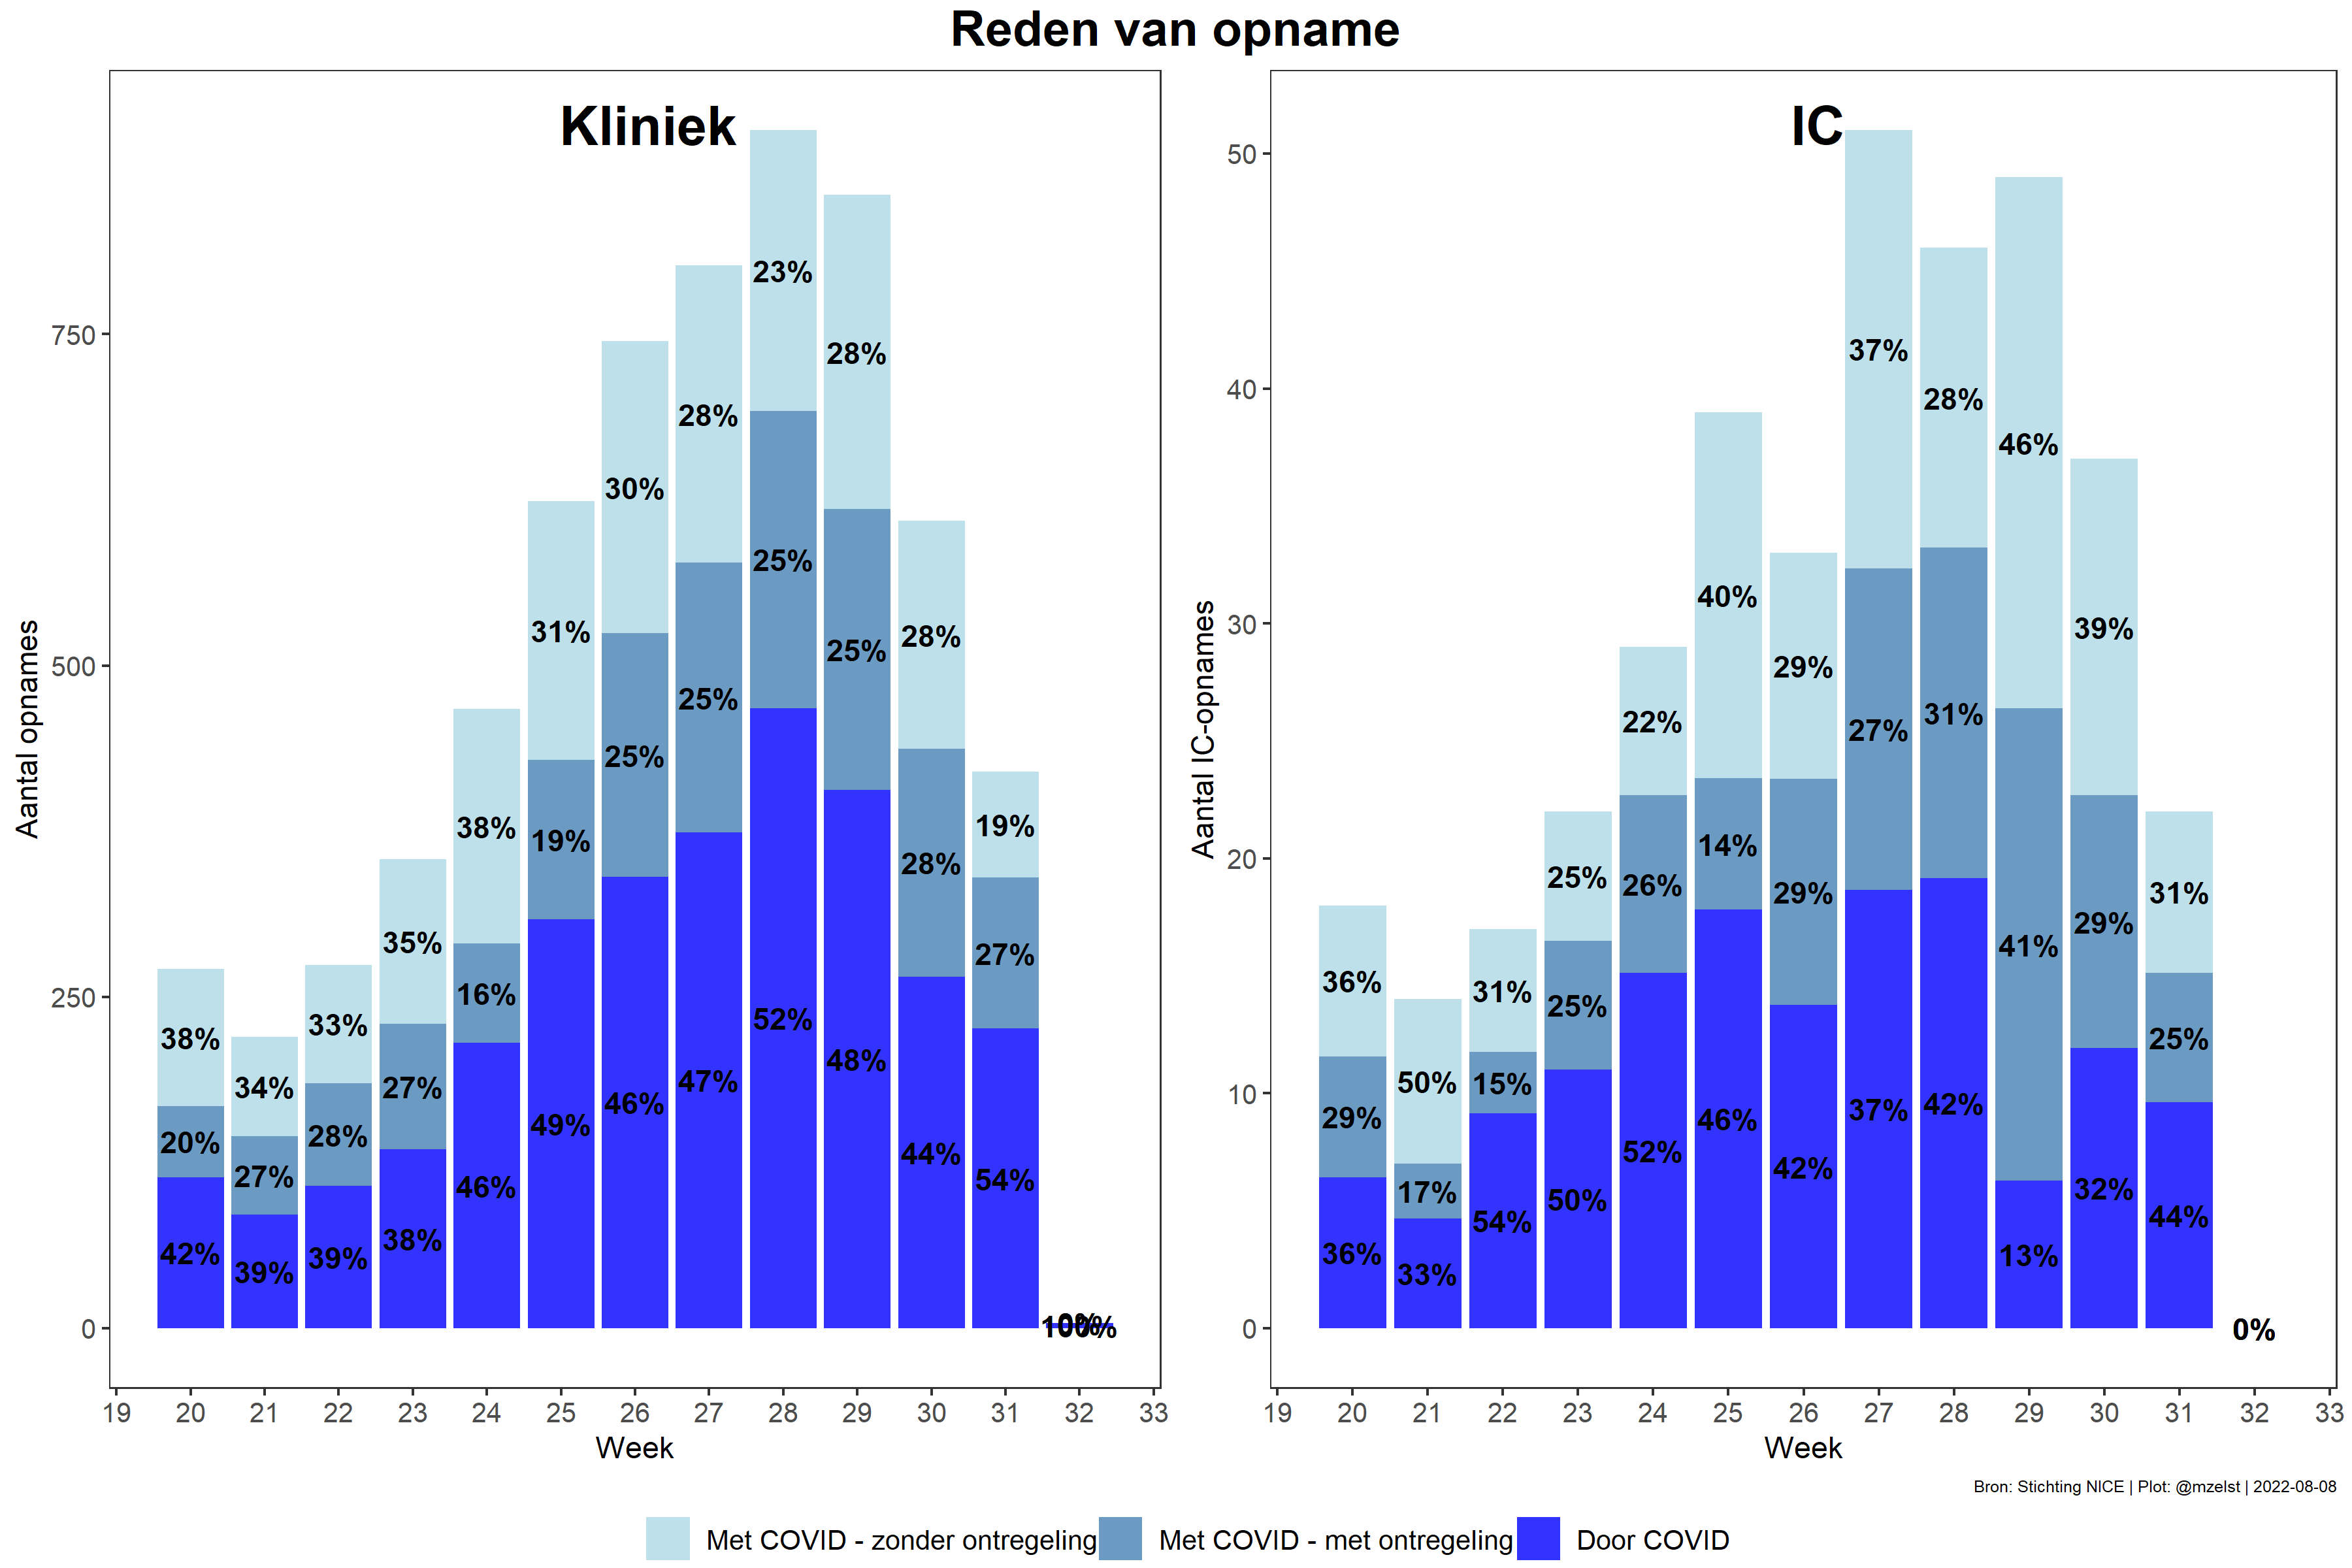 Reden van opname
Kliniek
Aantal opnames
750
500
250
0
38% 34% 33% 35% 38% 31% 30% 28% 23% 28% 28% 19%
20% 27% 28% 27% 16% 19% 25% 25% 25% 25% 28% 27%
42% 39% 39% 38% 46% 49% 46% 47% 52% 48% 44% 54%
19 20 21 22 23 24 25 26 27 28 29 30 31 32 33
Week
IC
Aantal IC-opnames
50
40
30
20
10
0
36% 50% 31% 25% 22% 40% 29% 37% 28% 46% 39% 31%
29% 17% 15% 25% 26% 14% 29% 27% 31% 41% 29% 25%
36% 33% 54% 50% 52% 46% 42% 37% 42% 13% 32% 44% 0%
19 20 21 22 23 24 25 26 27 28 29 30 31 32 33
Week
Bron: Stichting NICE | Plot: @mzelst | 2022-08-08
Met COVID - zonder ontregeling Met COVID - met ontregeling Door COVID